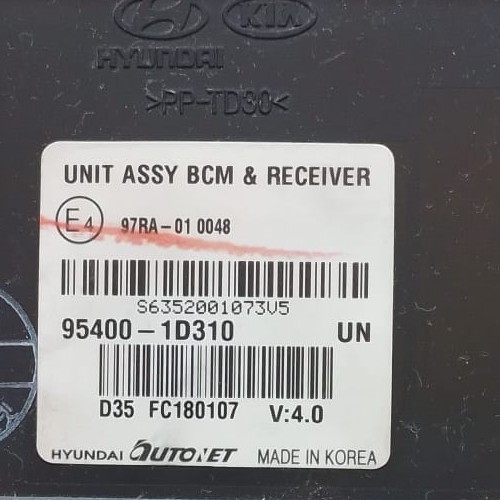 HYUNDAI KIA
>PP-TD30<
UNIT ASSY BCM & RECEIVER
E4 97RA-01 0048
S6352001073V5
95400-1D310 UN
D35 FC180107 V:4.0
HYUNDAI AUTONET MADE IN KOREA